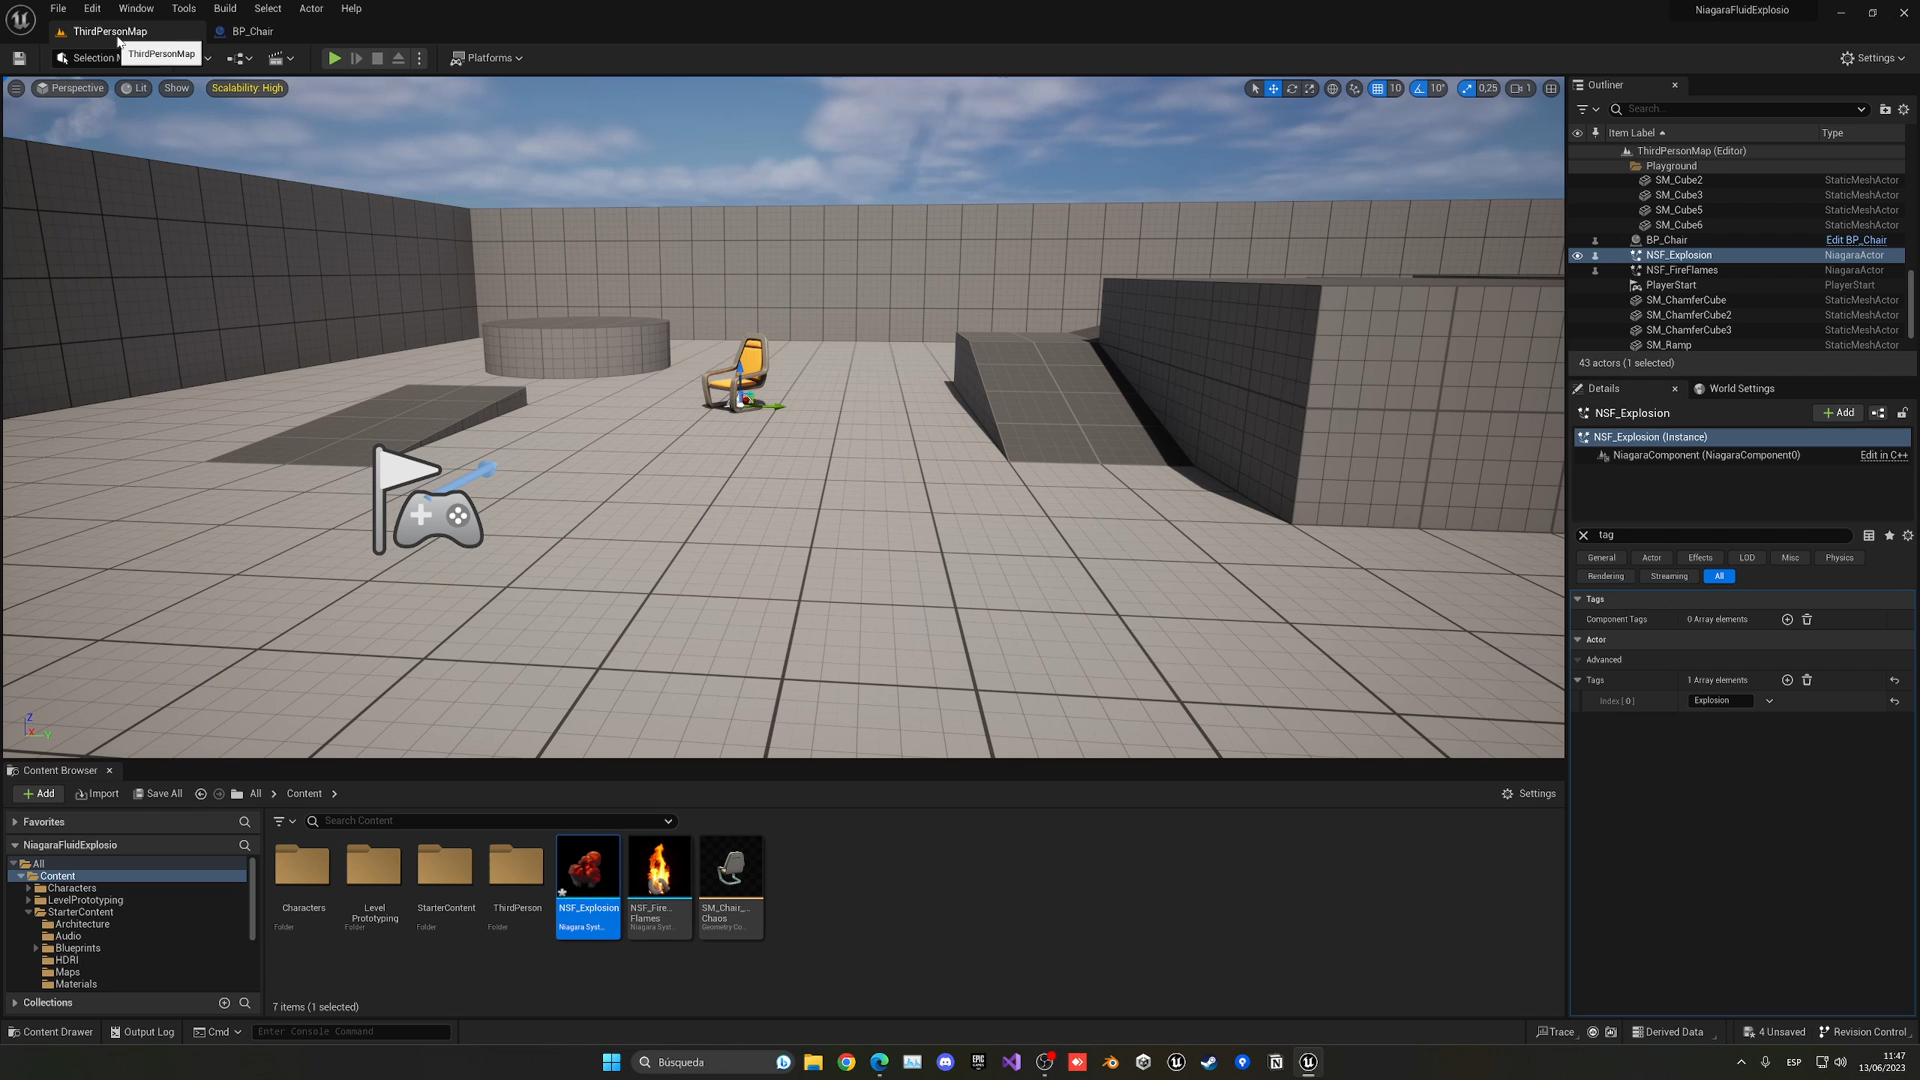 File Edit Window Tools Build Select Actor Help
NiagaraFluidExplosio
ThirdPersonMap
BP_Chair
Selection
ThirdPersonMap
Platforms
Settings
Perspective
Lit
Show
Scalability: High
10
10°
0,25
1
Outliner
Search...
Item Label
Type
ThirdPersonMap (Editor)
Playground
SM_Cube2 StaticMeshActor
SM_Cube3 StaticMeshActor
SM_Cube5 StaticMeshActor
SM_Cube6 StaticMeshActor
BP_Chair Edit BP_Chair
NSF_Explosion NiagaraActor
NSF_FireFlames NiagaraActor
PlayerStart PlayerStart
SM_ChamferCube StaticMeshActor
SM_ChamferCube2 StaticMeshActor
SM_ChamferCube3 StaticMeshActor
SM_Ramp StaticMeshActor
43 actors (1 selected)
Details
World Settings
NSF_Explosion
Add
NSF_Explosion (Instance)
NiagaraComponent (NiagaraComponent0) Edit in C++
tag
General Actor Effects LOD Misc Physics
Rendering Streaming All
Tags
Component Tags 0 Array elements
Actor
Advanced
Tags 1 Array elements
Index [ 0 ] Explosion
Z
X
Y
Content Browser
Add Import Save All All Content
Settings
Favorites
NiagaraFluidExplosio
All
Content
Characters
LevelPrototyping
StarterContent
Architecture
Audio
Blueprints
HDRI
Maps
Materials
Collections
Search Content
Characters
Folder
Level
Prototyping
Folder
StarterContent
Folder
ThirdPerson
Folder
NSF_Explosion
Niagara Syst...
NSF_Fire...
Flames
Niagara Syst...
SM_Chair_...
Chaos
Geometry Co...
7 items (1 selected)
Content Drawer Output Log Cmd Enter Console Command
Trace Derived Data 4 Unsaved Revision Control
Búsqueda
EPIC
GAMES
ESP
11:47
13/06/2023